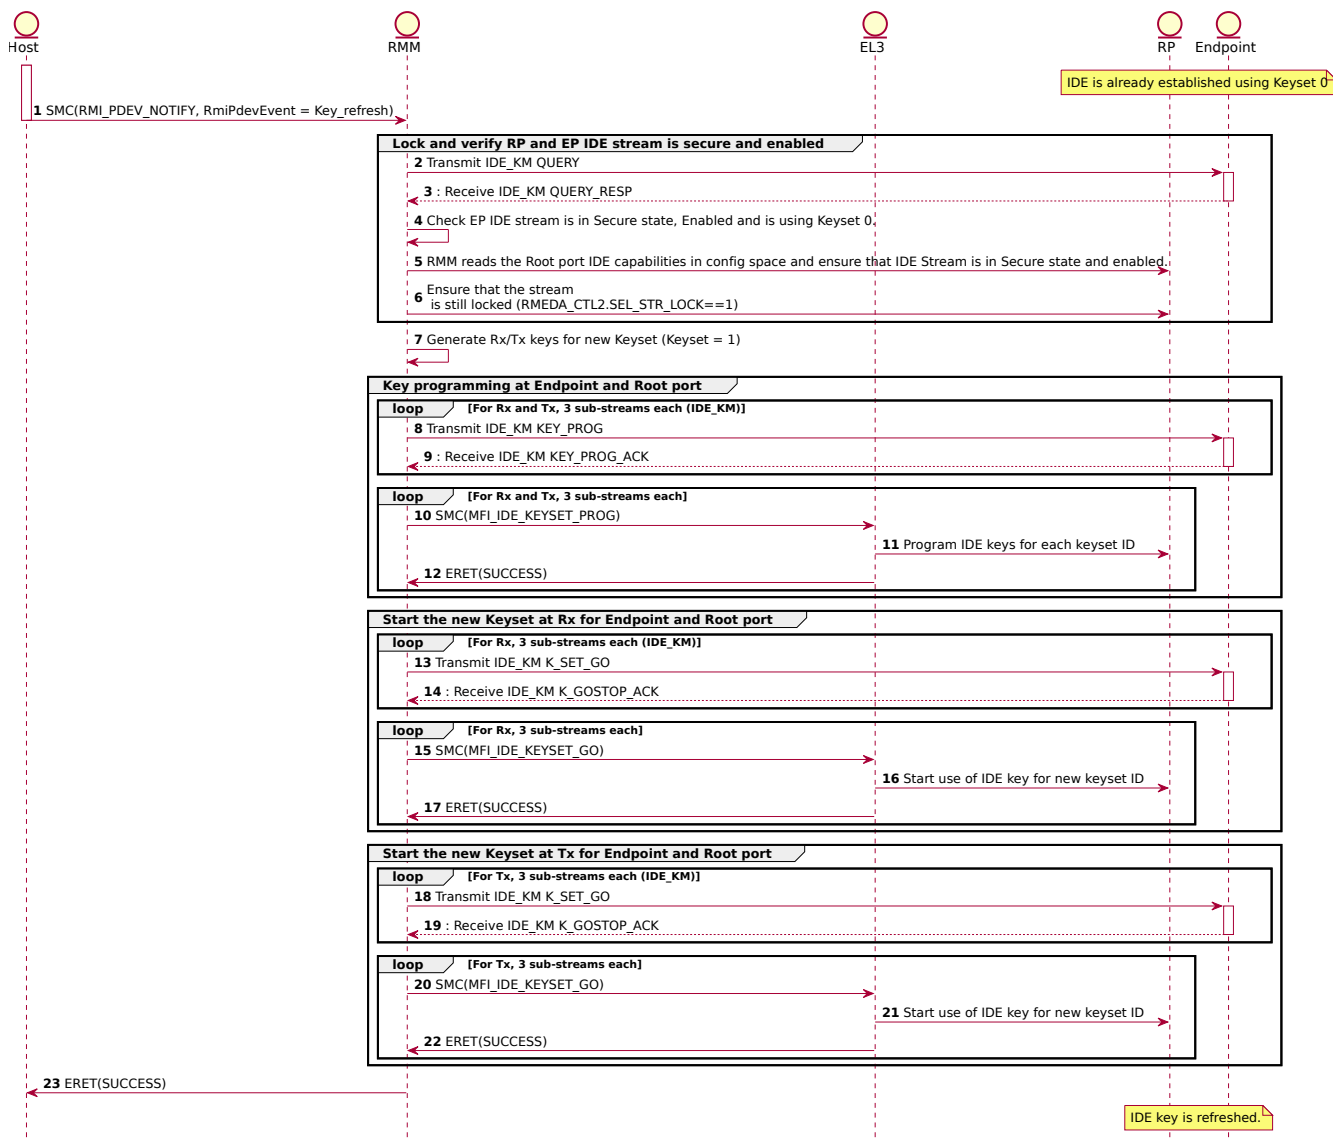 Host
RMM
EL3
RP
Endpoint
IDE is already established using Keyset 0
1 SMC(RMI_PDEV_NOTIFY, RmiPdevEvent = Key_refresh)
Lock and verify RP and EP IDE stream is secure and enabled
2 Transmit IDE_KM QUERY
3 : Receive IDE_KM QUERY_RESP
4 Check EP IDE stream is in Secure state, Enabled and is using Keyset 0.
5 RMM reads the Root port IDE capabilities in config space and ensure that IDE Stream is in Secure state and enabled.
6 Ensure that the stream
is still locked (RMEDA_CTL2.SEL_STR_LOCK==1)
7 Generate Rx/Tx keys for new Keyset (Keyset = 1)
Key programming at Endpoint and Root port
loop [For Rx and Tx, 3 sub-streams each (IDE_KM)]
8 Transmit IDE_KM KEY_PROG
9 : Receive IDE_KM KEY_PROG_ACK
loop [For Rx and Tx, 3 sub-streams each]
10 SMC(MFI_IDE_KEYSET_PROG)
11 Program IDE keys for each keyset ID
12 ERET(SUCCESS)
Start the new Keyset at Rx for Endpoint and Root port
loop [For Rx, 3 sub-streams each (IDE_KM)]
13 Transmit IDE_KM K_SET_GO
14 : Receive IDE_KM K_GOSTOP_ACK
loop [For Rx, 3 sub-streams each]
15 SMC(MFI_IDE_KEYSET_GO)
16 Start use of IDE key for new keyset ID
17 ERET(SUCCESS)
Start the new Keyset at Tx for Endpoint and Root port
loop [For Tx, 3 sub-streams each (IDE_KM)]
18 Transmit IDE_KM K_SET_GO
19 : Receive IDE_KM K_GOSTOP_ACK
loop [For Tx, 3 sub-streams each]
20 SMC(MFI_IDE_KEYSET_GO)
21 Start use of IDE key for new keyset ID
22 ERET(SUCCESS)
23 ERET(SUCCESS)
IDE key is refreshed.